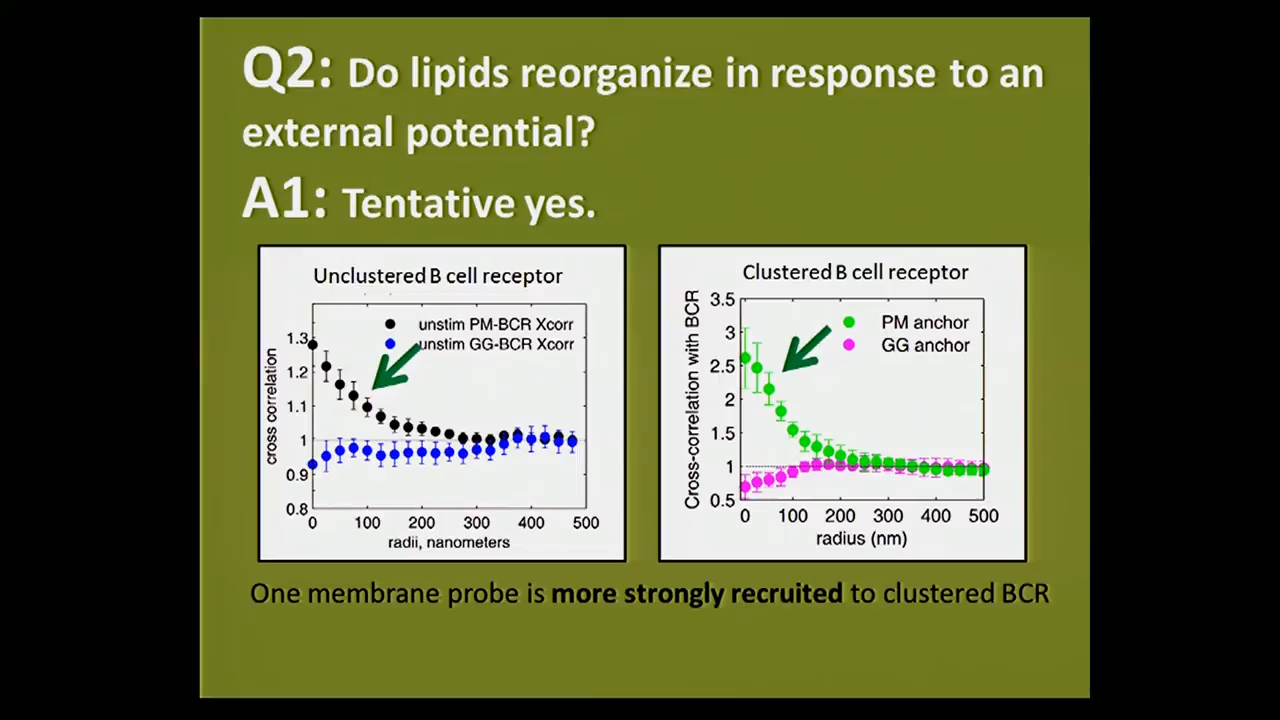 Q2: Do lipids reorganize in response to an
external potential?
A1: Tentative yes.
Unclustered B cell receptor
unstim PM-BCR Xcorr
unstim GG-BCR Xcorr
cross correlation
1.3
1.2
1.1
1
0.9
0.8
0 100 200 300 400 500
radii, nanometers
Clustered B cell receptor
PM anchor
GG anchor
Cross-correlation with BCR
3.5
3
2.5
2
1.5
1
0.5
0 100 200 300 400 500
radius (nm)
One membrane probe is more strongly recruited to clustered BCR